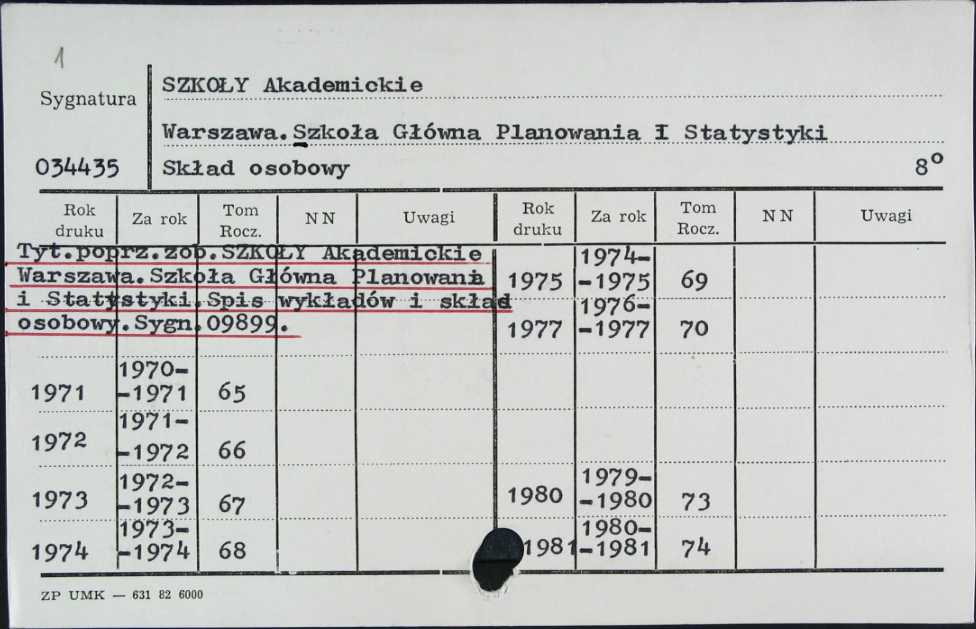 1
SZKOŁY Akademickie
Sygnatura
Warszawa.Szkoła Główna Planowania I Statystyki
034435 Skład osobowy 8o
Rok druku Za rok Tom Rocz. NN Uwagi Rok druku Za rok Tom Rocz. NN Uwagi
Tyt.poprz.zob.SZKOŁY Akademickie
Warszawa.Szkoła Główna Planowania
i Statystyki.Spis wykładów i skład
osobowy.Sygn.09899.
1971 1970-
-1971 65
1972 1971-
-1972 66
1973 1972-
-1973 67
1974 1973-
-1974 68
1975 1974-
-1975 69
1977 1976-
-1977 70
1980 1979-
-1980 73
1981 1980-
-1981 74
ZP UMK — 631 82 6000